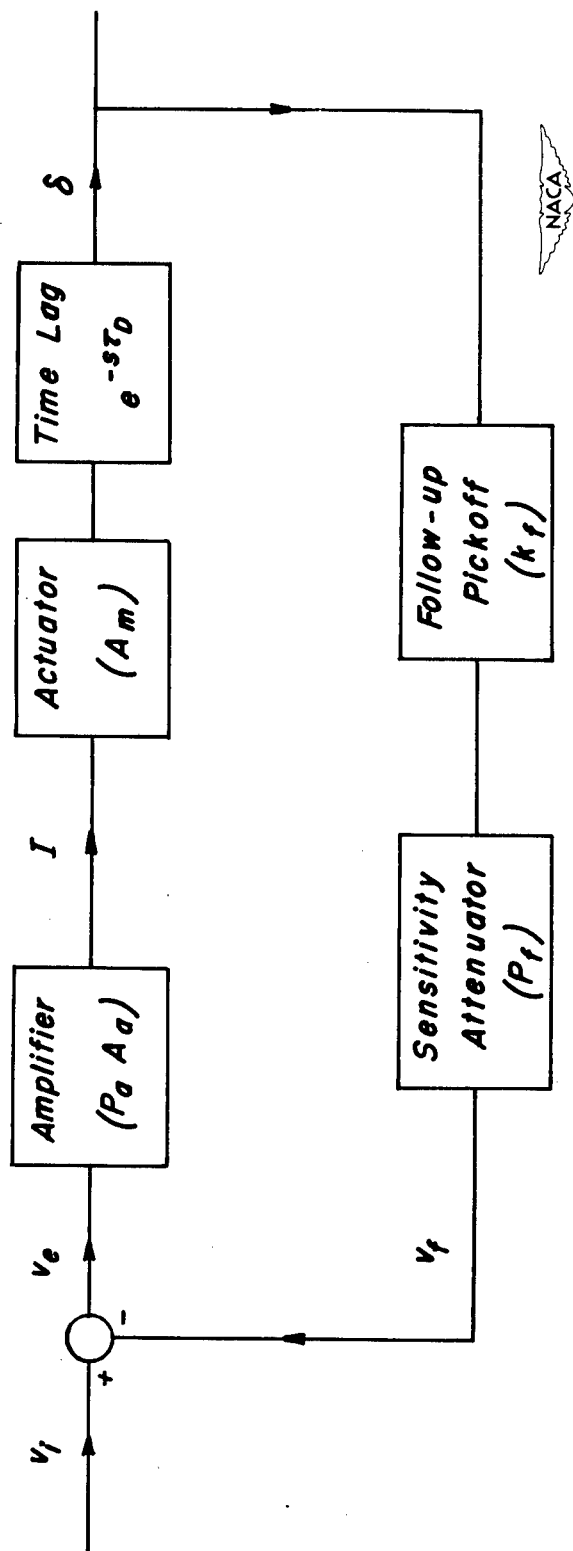 v_i
+
-
v_e
Amplifier
(P_a A_a)
I
Actuator
(A_m)
Time Lag
e^{-sτ_D}
δ
v_f
Sensitivity
Attenuator
(P_f)
Follow-up
Pickoff
(k_f)
NACA